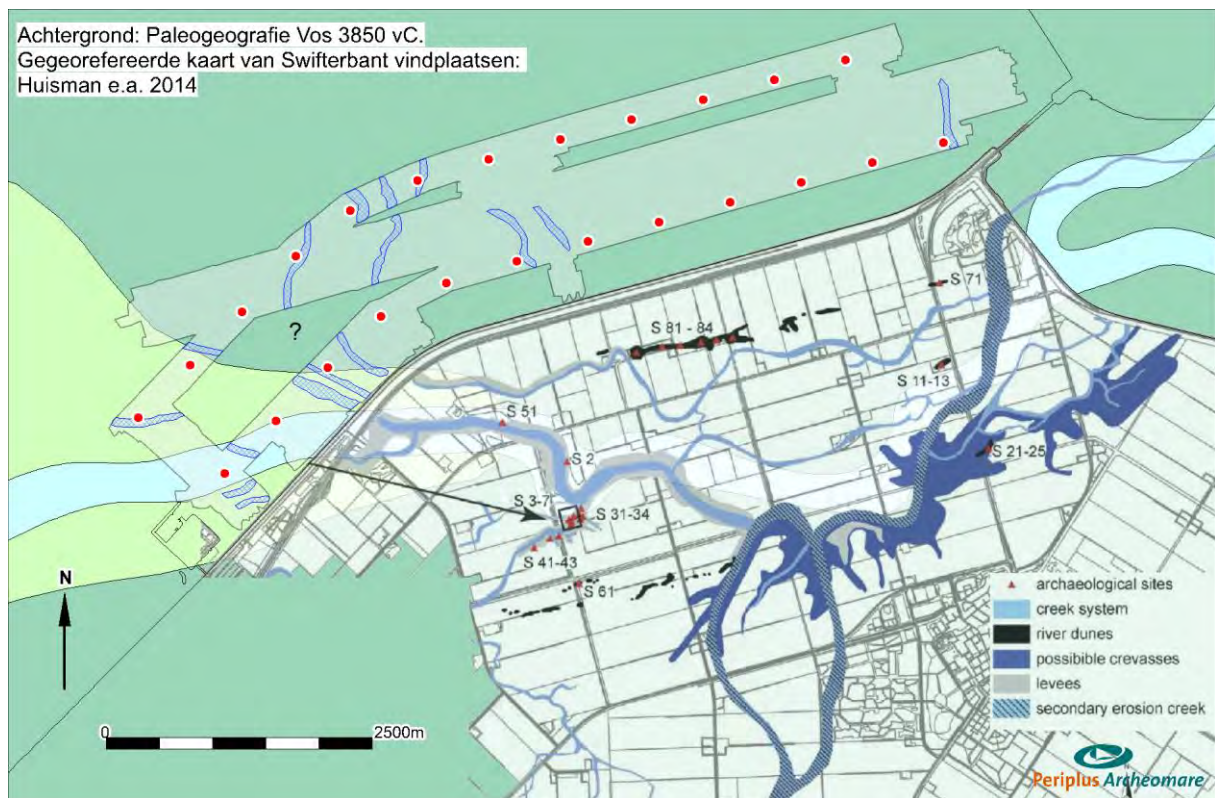 Achtergrond: Paleogeografie Vos 3850 vC.
Gegeorefereerde kaart van Swifterbant vindplaatsen:
Huisman e.a. 2014
?
S 71
S 81 - 84
S 11-13
S 51
S 2
S 21-25
S 3-7
S 31-34
S 41-43
S 61
N
0
2500m
archaeological sites
creek system
river dunes
possibible crevasses
levees
secondary erosion creek
Periplus Archeomare